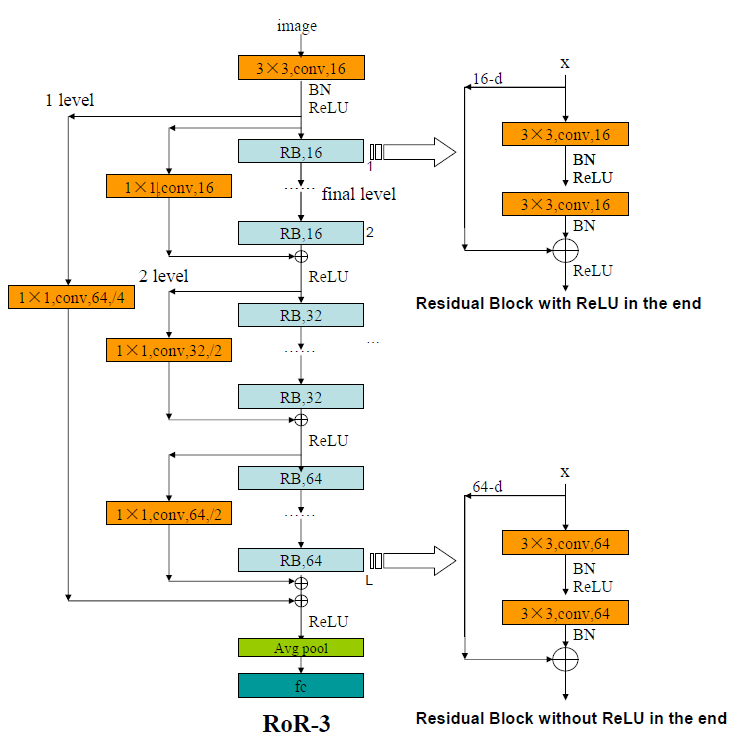 image
3×3,conv,16
BN
ReLU
1 level
RB,16
1
1×1,conv,16
......
final level
RB,16
2
ReLU
2 level
1×1,conv,64,/4
RB,32
1×1,conv,32,/2
......
...
RB,32
ReLU
RB,64
1×1,conv,64,/2
......
RB,64
L
ReLU
Avg pool
fc
RoR-3
x
16-d
3×3,conv,16
BN
ReLU
3×3,conv,16
BN
ReLU
Residual Block with ReLU in the end
x
64-d
3×3,conv,64
BN
ReLU
3×3,conv,64
BN
Residual Block without ReLU in the end